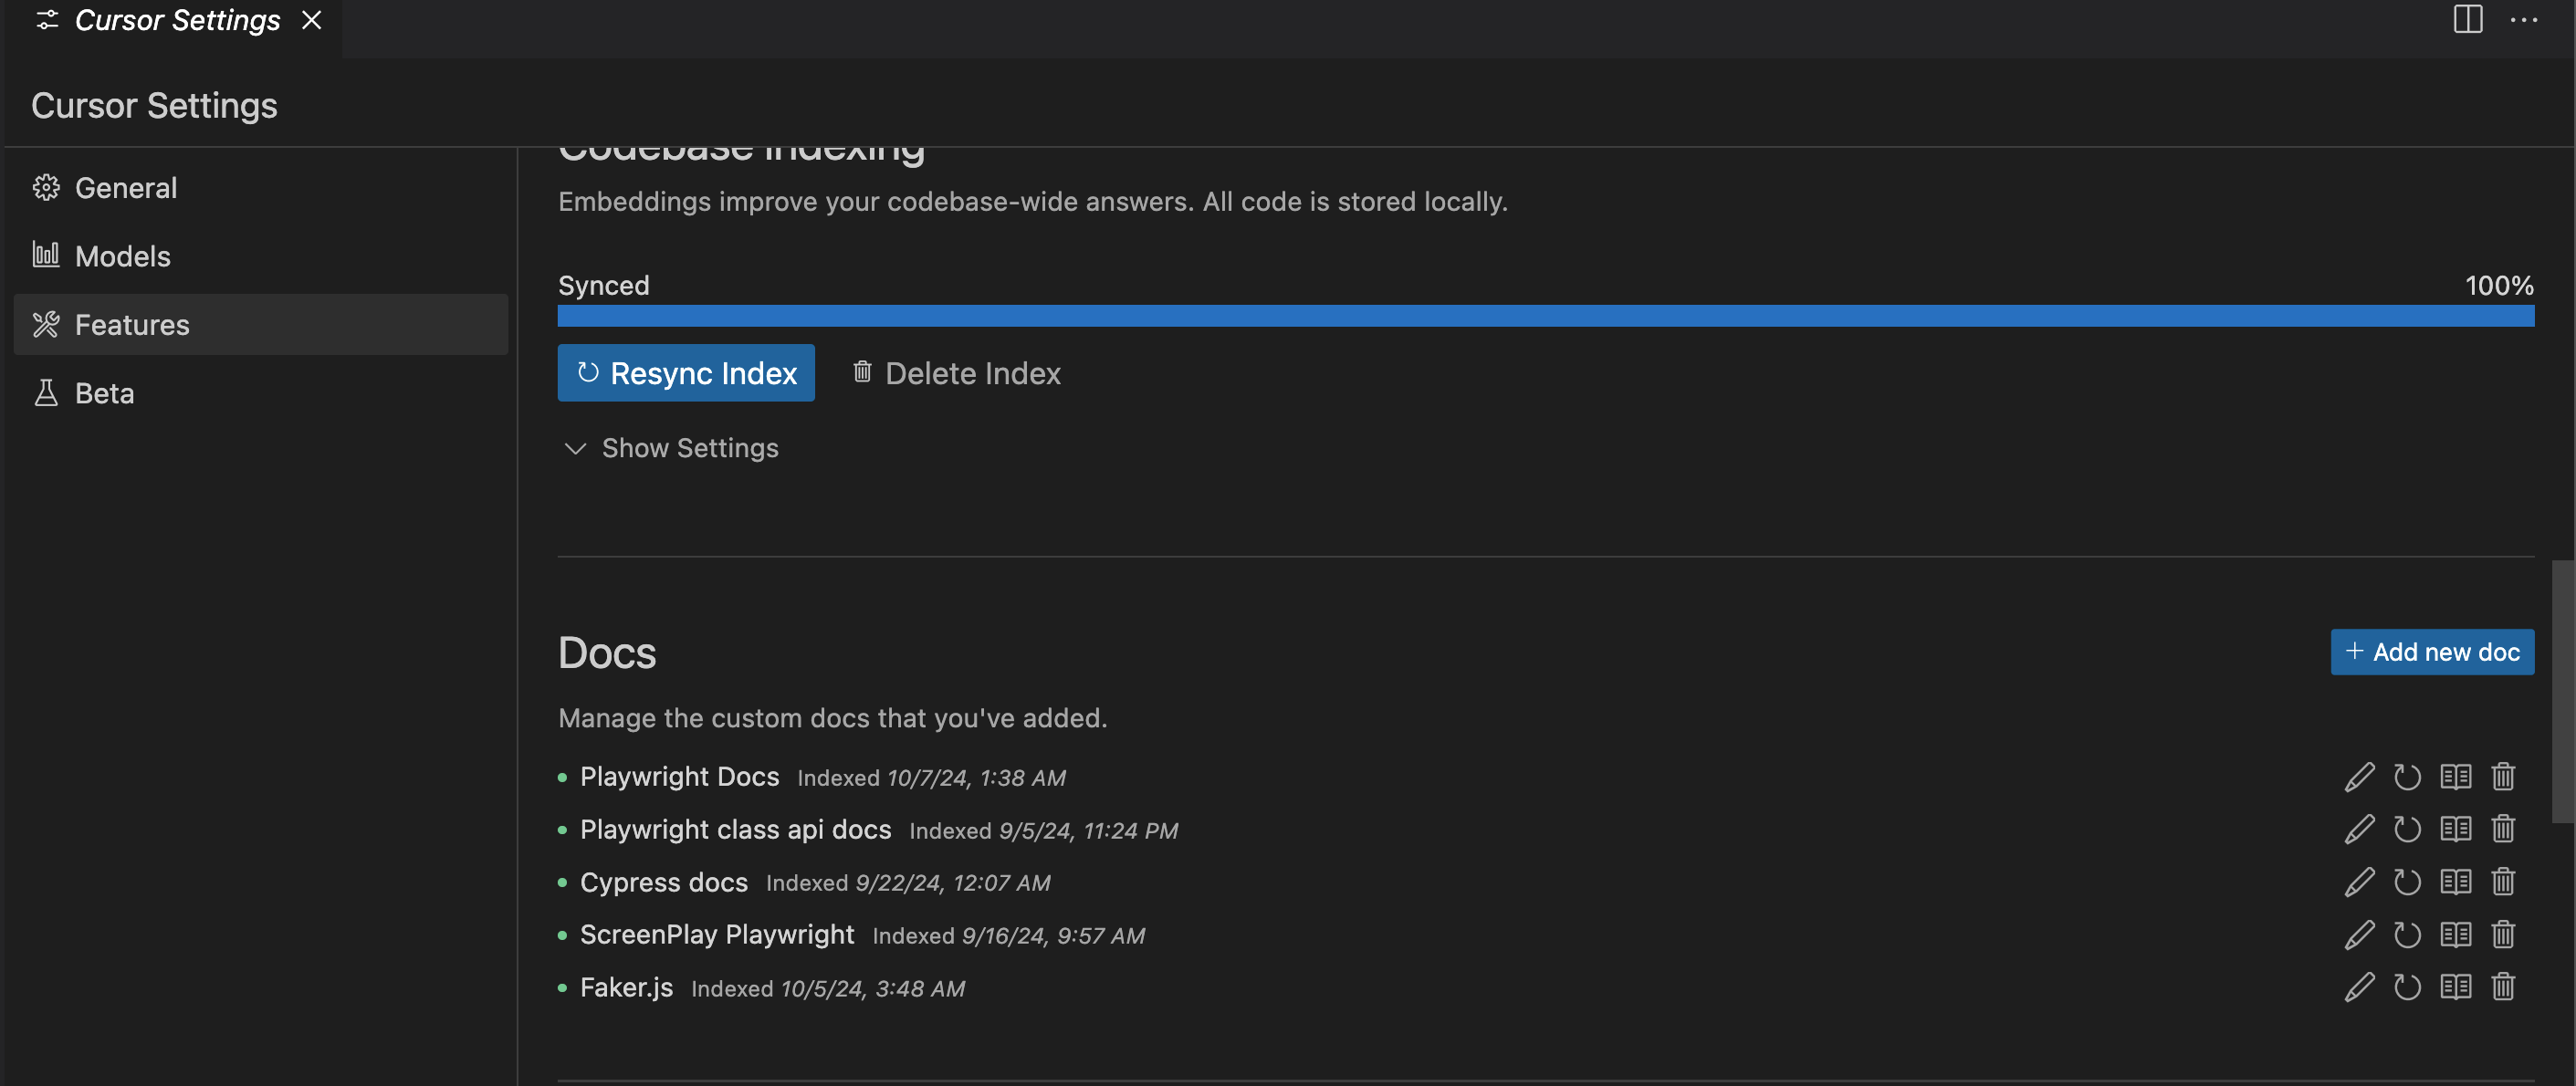 Cursor Settings
Cursor Settings
General
Models
Features
Beta
Codebase Indexing
Embeddings improve your codebase-wide answers. All code is stored locally.
Synced 100%
Resync Index Delete Index
Show Settings
Docs + Add new doc
Manage the custom docs that you've added.
Playwright Docs Indexed 10/7/24, 1:38 AM
Playwright class api docs Indexed 9/5/24, 11:24 PM
Cypress docs Indexed 9/22/24, 12:07 AM
ScreenPlay Playwright Indexed 9/16/24, 9:57 AM
Faker.js Indexed 10/5/24, 3:48 AM